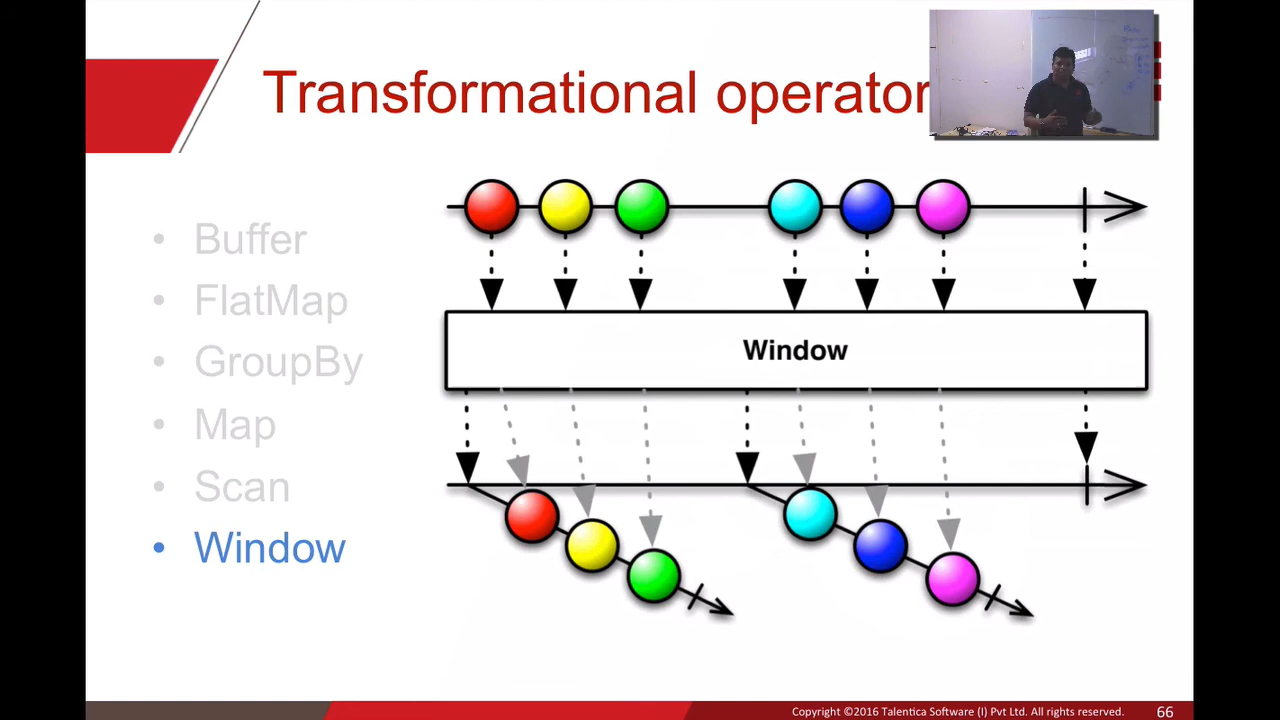 Transformational operator
• Buffer
• FlatMap
• GroupBy
• Map
• Scan
• Window
Window
Copyright ©2016 Talentica Software (I) Pvt Ltd. All rights reserved.
66